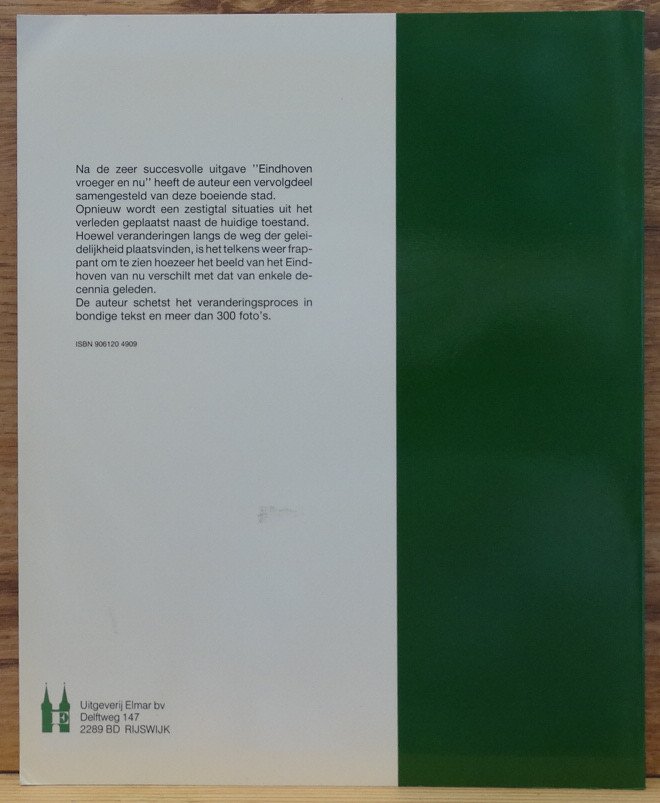 Na de zeer succesvolle uitgave ''Eindhoven
vroeger en nu'' heeft de auteur een vervolgdeel
samengesteld van deze boeiende stad.
Opnieuw wordt een zestigtal situaties uit het
verleden geplaatst naast de huidige toestand.
Hoewel veranderingen langs de weg der gelei-
delijkheid plaatsvinden, is het telkens weer frap-
pant om te zien hoezeer het beeld van het Eind-
hoven van nu verschilt met dat van enkele de-
cennia geleden.
De auteur schetst het veranderingsproces in
bondige tekst en meer dan 300 foto's.
ISBN 906120 4909
E
Uitgeverij Elmar bv
Delftweg 147
2289 BD RIJSWIJK